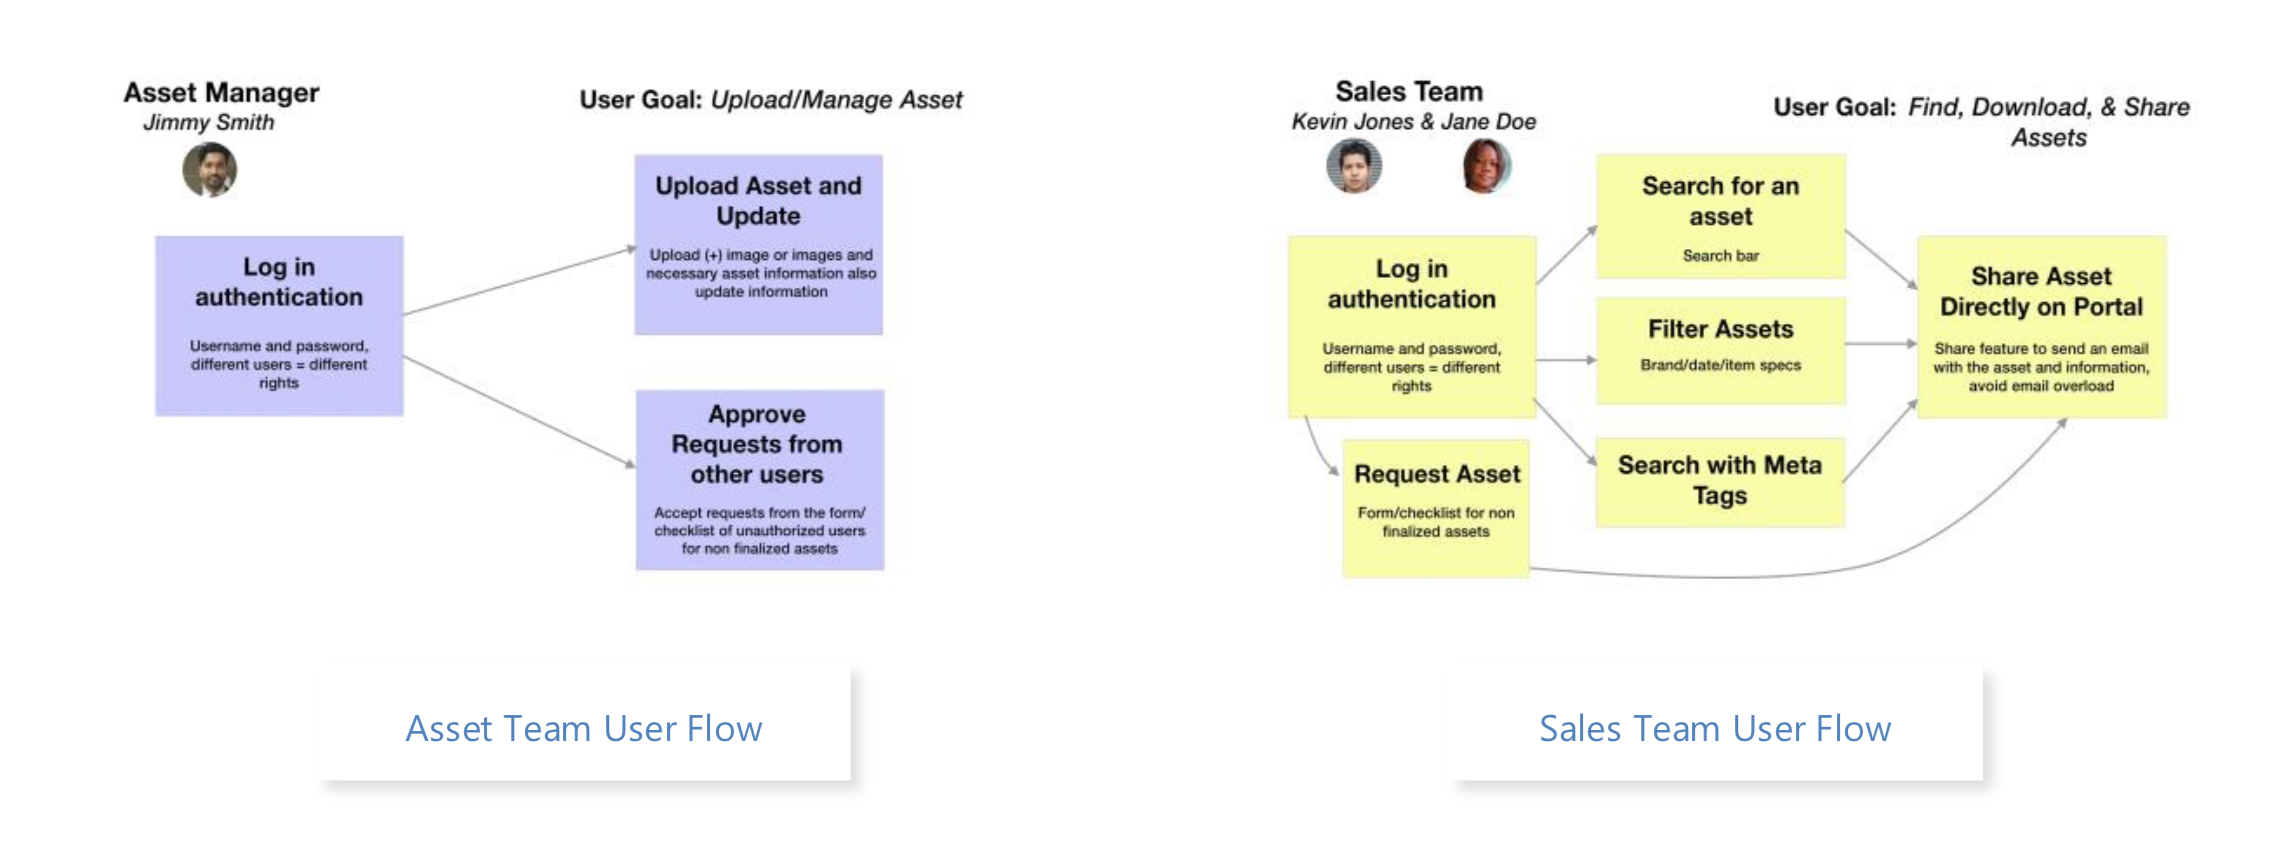 Asset Manager
Jimmy Smith
User Goal: Upload/Manage Asset
Log in
authentication
Username and password,
different users = different
rights
Upload Asset and
Update
Upload (+) image or images and
necessary asset information also
update information
Approve
Requests from
other users
Accept requests from the form/
checklist of unauthorized users
for non finalized assets
Asset Team User Flow
Sales Team
Kevin Jones & Jane Doe
User Goal: Find, Download, & Share
Assets
Log in
authentication
Username and password,
different users = different
rights
Request Asset
Form/checklist for non
finalized assets
Search for an
asset
Search bar
Filter Assets
Brand/date/item specs
Search with Meta
Tags
Share Asset
Directly on Portal
Share feature to send an email
with the asset and information,
avoid email overload
Sales Team User Flow